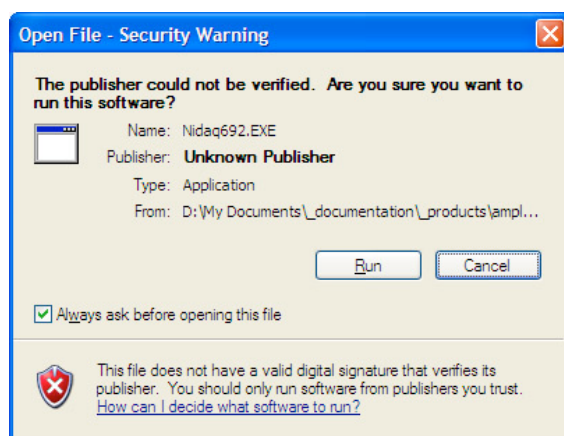 Open File - Security Warning
The publisher could not be verified. Are you sure you want to
run this software?
Name: Nidaq692.EXE
Publisher: Unknown Publisher
Type: Application
From: D:\My Documents\_documentation\_products\ampl...
Run Cancel
Always ask before opening this file
This file does not have a valid digital signature that verifies its
publisher. You should only run software from publishers you trust.
How can I decide what software to run?